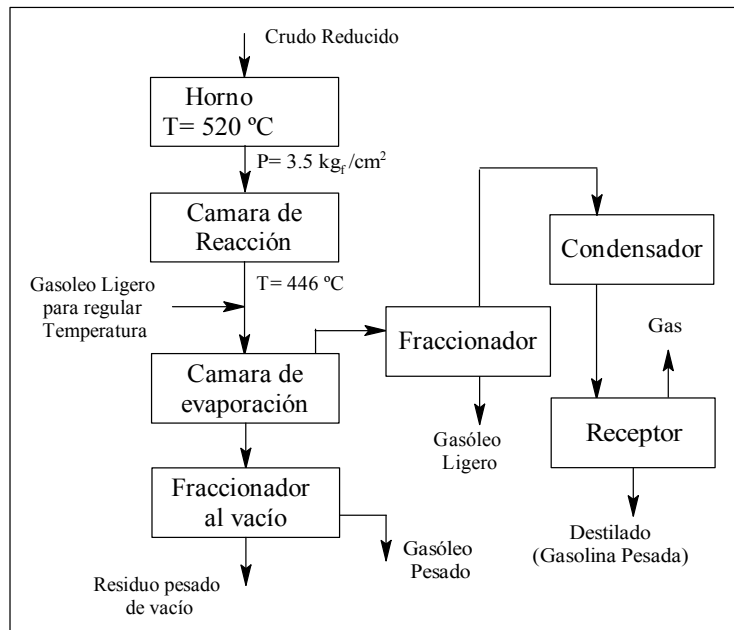 Crudo Reducido
Horno
T= 520 ºC
P= 3.5 kgf /cm²
Camara de
Reacción
Condensador
Gasoleo Ligero
para regular
Temperatura
T= 446 ºC
Gas
Fraccionador
Camara de
evaporación
Receptor
Gasóleo
Ligero
Fraccionador
al vacío
Gasóleo
Pesado
Destilado
(Gasolina Pesada)
Residuo pesado
de vacío